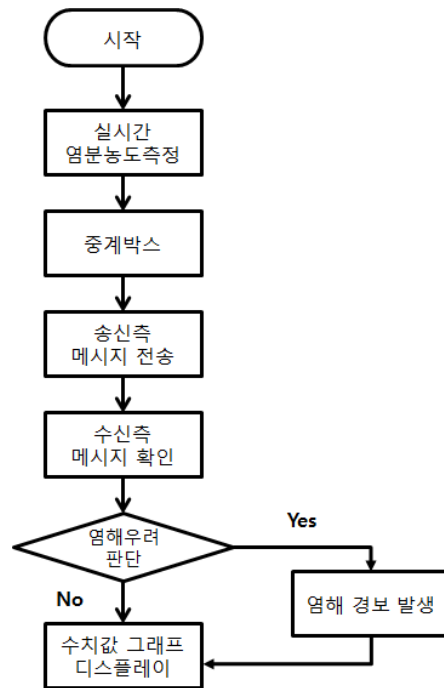 시작
실시간
염분농도측정
중계박스
송신측
메시지 전송
수신측
메시지 확인
염해우려
판단
Yes
No
염해 경보 발생
수치값 그래프
디스플레이